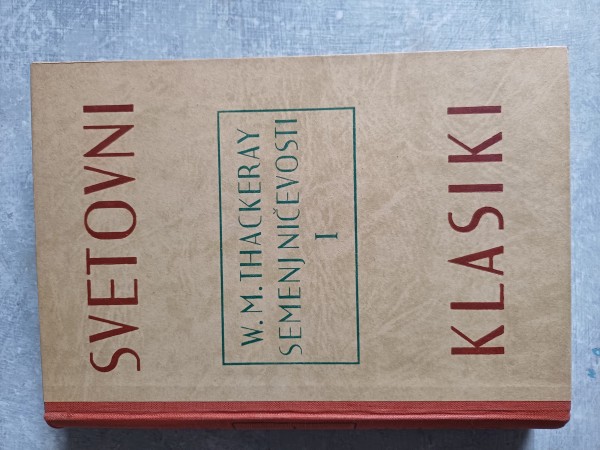 SVETOVNI
W. M. THACKERAY
SEMENJ NIČEVOSTI
I
KLASIKI